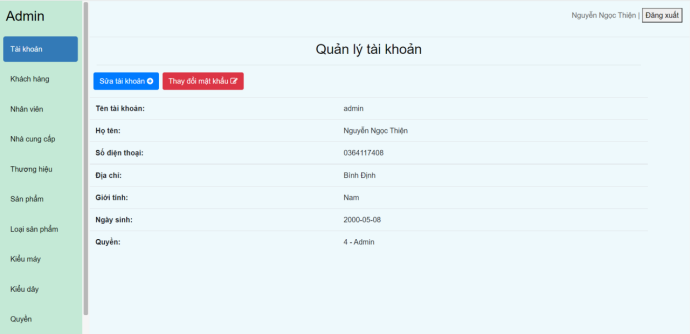 Admin
Nguyễn Ngọc Thiện | Đăng xuất
Tài khoản
Khách hàng
Nhân viên
Nhà cung cấp
Thương hiệu
Sản phẩm
Loại sản phẩm
Kiểu máy
Kiểu dây
Quyền
Quản lý tài khoản
Sửa tài khoản
Thay đổi mật khẩu
Tên tài khoản: admin
Họ tên: Nguyễn Ngọc Thiện
Số điện thoại: 0364117408
Địa chỉ: Bình Định
Giới tính: Nam
Ngày sinh: 2000-05-08
Quyền: 4 - Admin